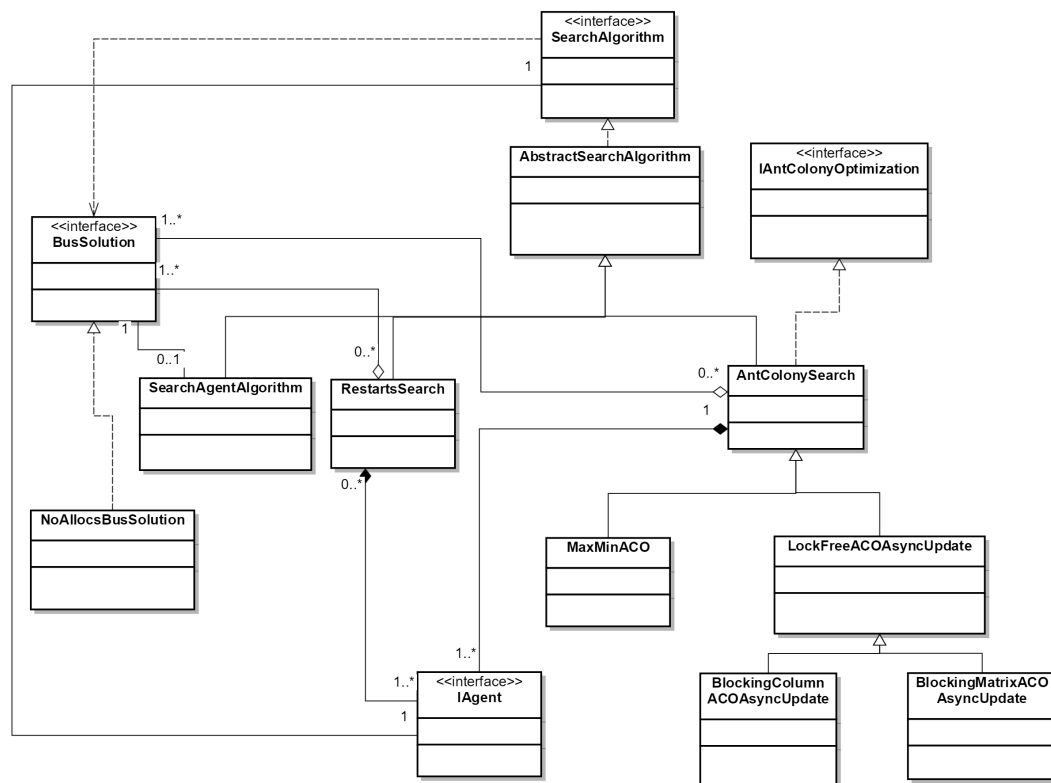 <<interface>>
SearchAlgorithm
1
AbstractSearchAlgorithm
<<interface>>
IAntColonyOptimization
<<interface>>
BusSolution
1..*
1..*
1
0..1
0..*
0..*
1
SearchAgentAlgorithm
RestartsSearch
AntColonySearch
0..*
NoAllocsBusSolution
MaxMinACO
LockFreeACOAsyncUpdate
1..*
1..*
1
<<interface>>
IAgent
BlockingColumn
ACOAsyncUpdate
BlockingMatrixACO
AsyncUpdate